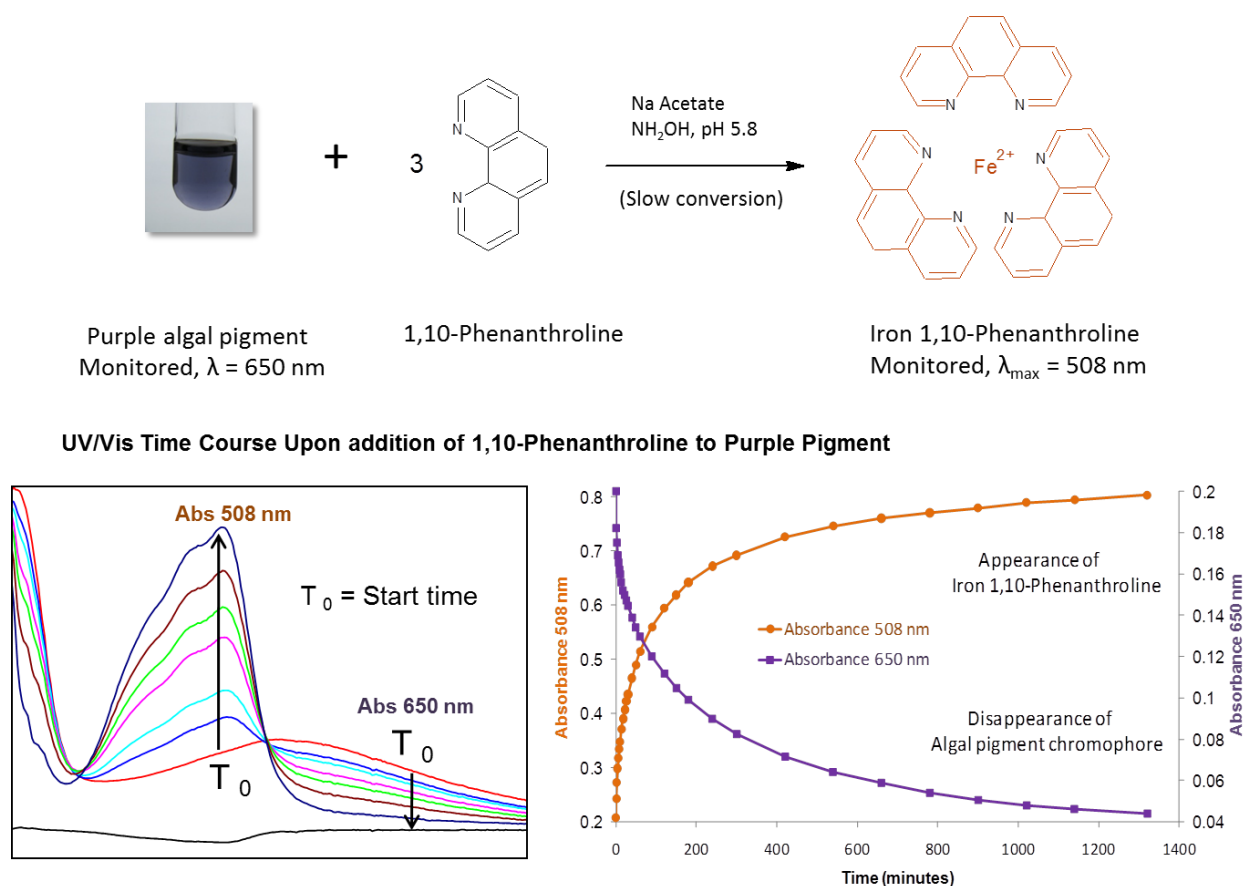 +
3
N
N
Na Acetate
NH₂OH, pH 5.8
(Slow conversion)
N
N
N
N
Fe²⁺
N
N
Purple algal pigment
Monitored, λ = 650 nm
1,10-Phenanthroline
Iron 1,10-Phenanthroline
Monitored, λmax = 508 nm
UV/Vis Time Course Upon addition of 1,10-Phenanthroline to Purple Pigment
Abs 508 nm
T₀ = Start time
Abs 650 nm
T₀
T₀
Absorbance 508 nm
0.8
0.7
0.6
0.5
0.4
0.3
0.2
Appearance of
Iron 1,10-Phenanthroline
Absorbance 508 nm
Absorbance 650 nm
Disappearance of
Algal pigment chromophore
0.2
0.18
0.16
0.14
0.12
0.1
0.08
0.06
0.04
Absorbance 650 nm
0
200
400
600
800
1000
1200
1400
Time (minutes)